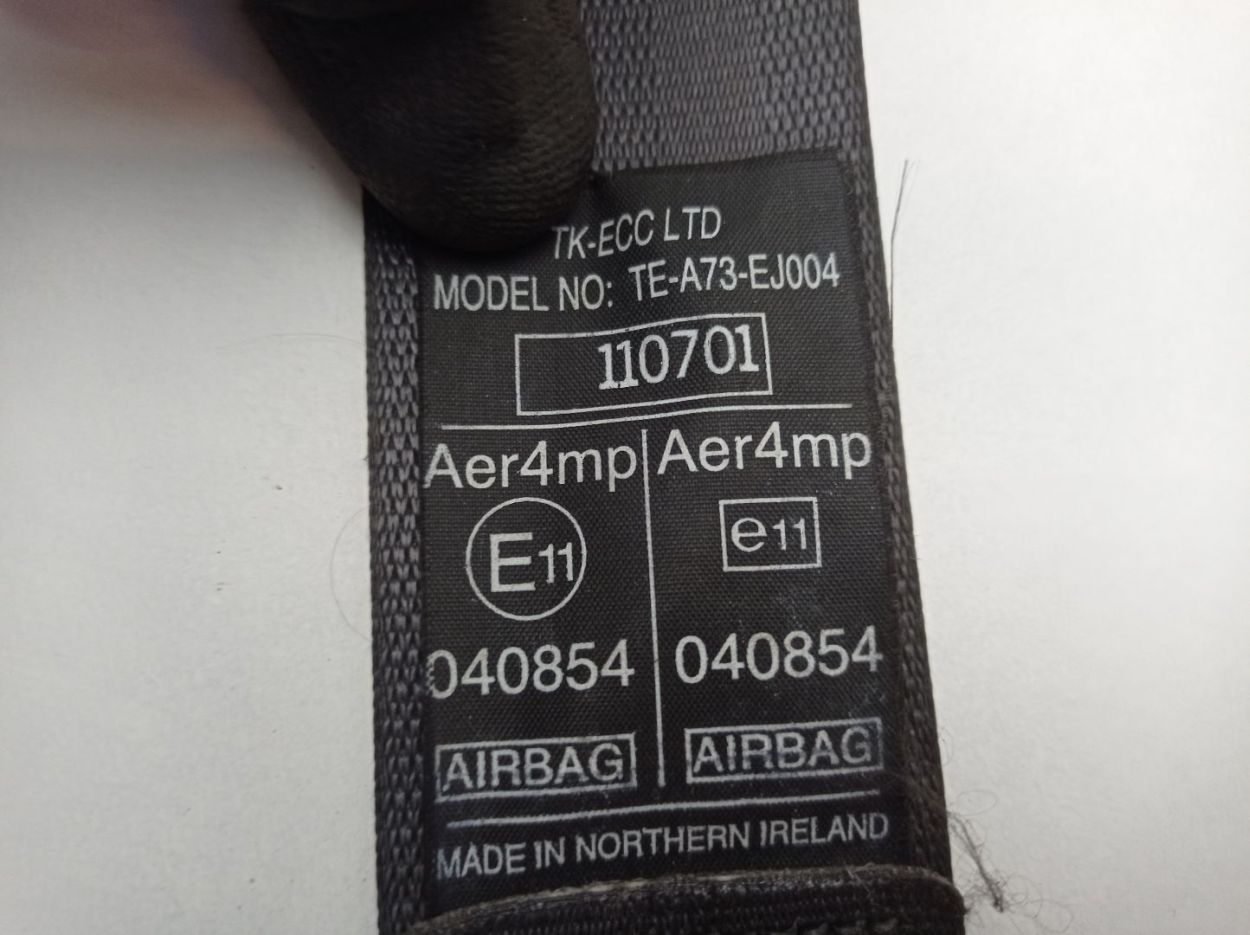 TK-ECC LTD
MODEL NO: TE-A73-EJ004
110701
Aer4mp Aer4mp
E11 e11
040854 040854
AIRBAG AIRBAG
MADE IN NORTHERN IRELAND